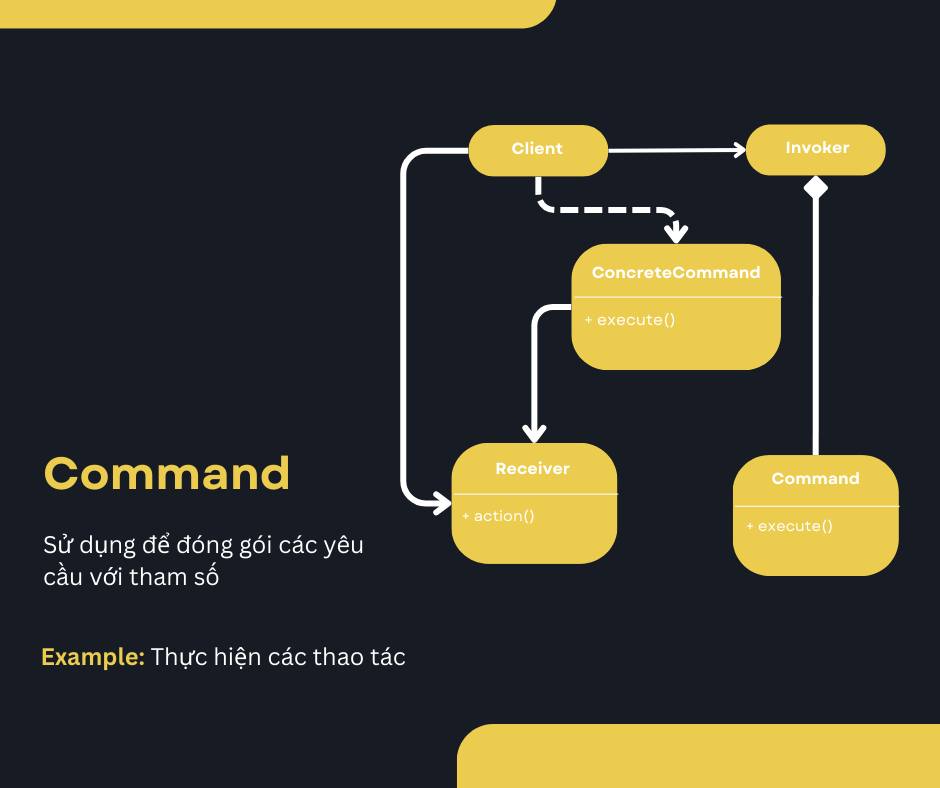 Client
Invoker
ConcreteCommand
+ execute()
Receiver
+ action()
Command
+ execute()
Command
Sử dụng để đóng gói các yêu
cầu với tham số
Example: Thực hiện các thao tác